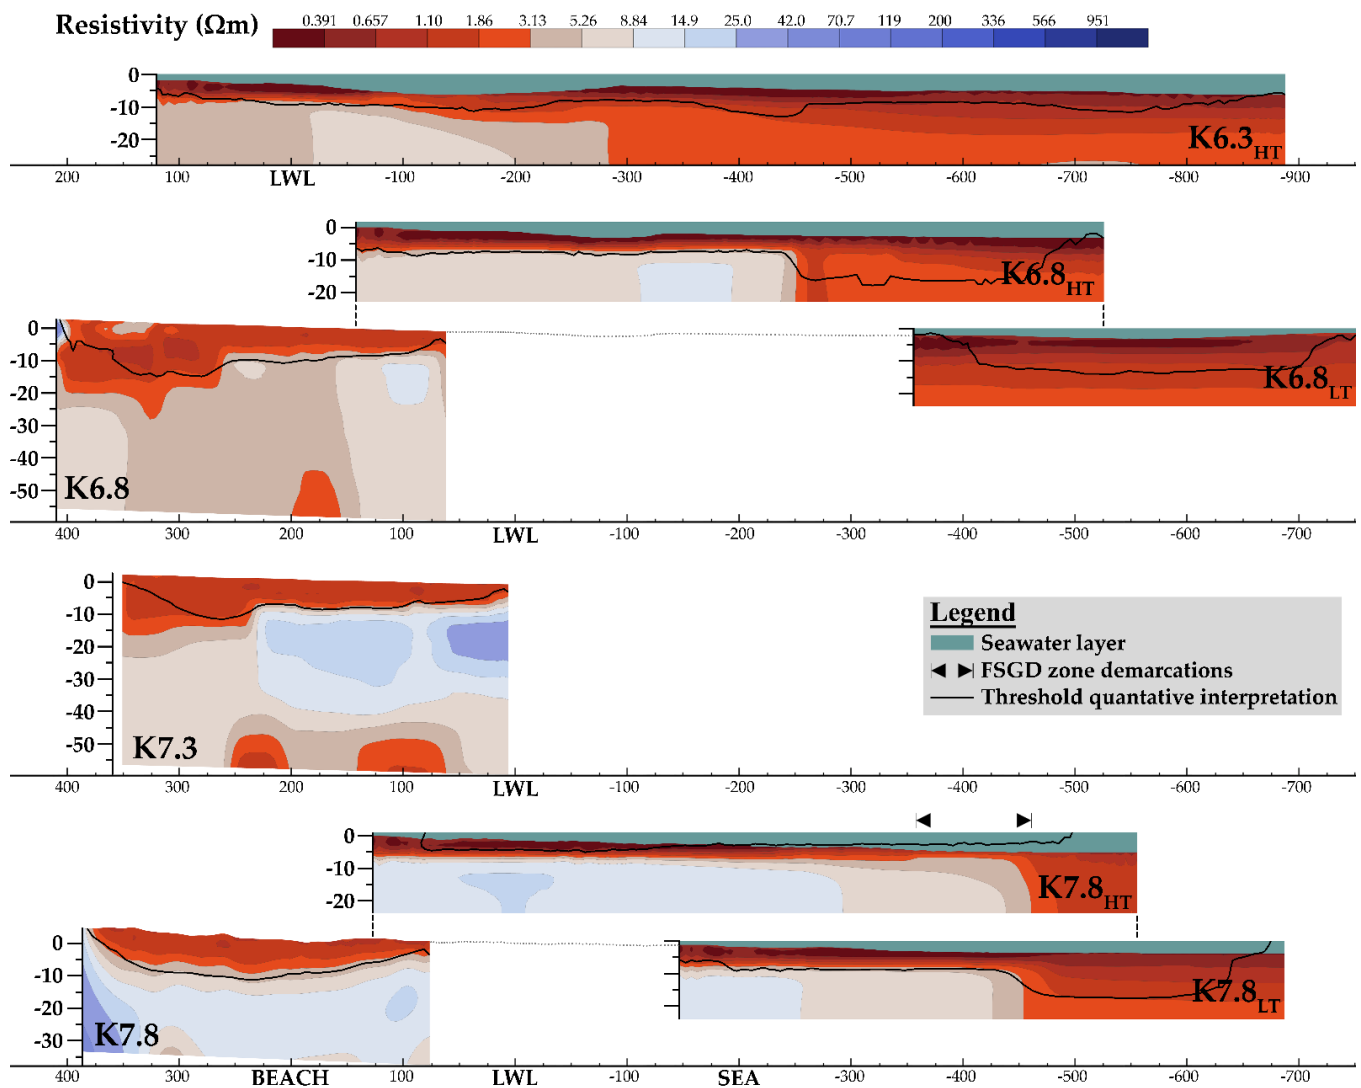 Resistivity (Ωm)
0.391 0.657 1.10 1.86 3.13 5.26 8.84 14.9 25.0 42.0 70.7 119 200 336 566 951
0
-10
-20
K6.3HT
200 100 LWL -100 -200 -300 -400 -500 -600 -700 -800 -900
0
-10
-20
K6.8HT
0
-10
-20
-30
-40
-50
K6.8
K6.8LT
400 300 200 100 LWL -100 -200 -300 -400 -500 -600 -700
0
-10
-20
-30
-40
-50
K7.3
Legend
Seawater layer
FSGD zone demarcations
Threshold quantative interpretation
400 300 200 100 LWL -100 -200 -300 -400 -500 -600 -700
0
-10
-20
K7.8HT
0
-10
-20
-30
K7.8
K7.8LT
400 300 BEACH 100 LWL -100 SEA -300 -400 -500 -600 -700